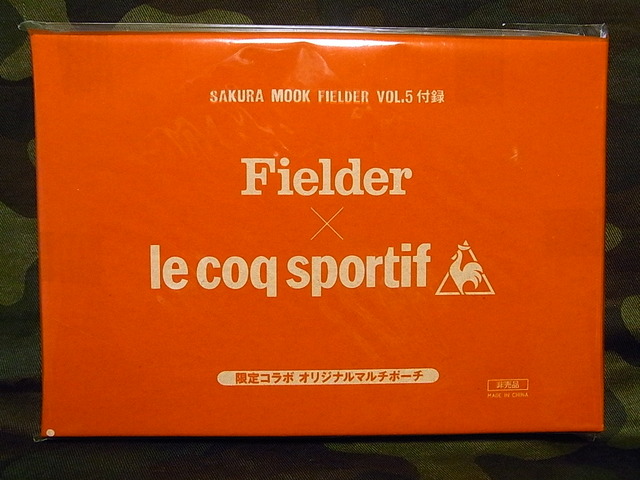 SAKURA MOOK FIELDER VOL.5 付録
Fielder
×
le coq sportif
限定コラボ オリジナルマルチポーチ
非売品
MADE IN CHINA